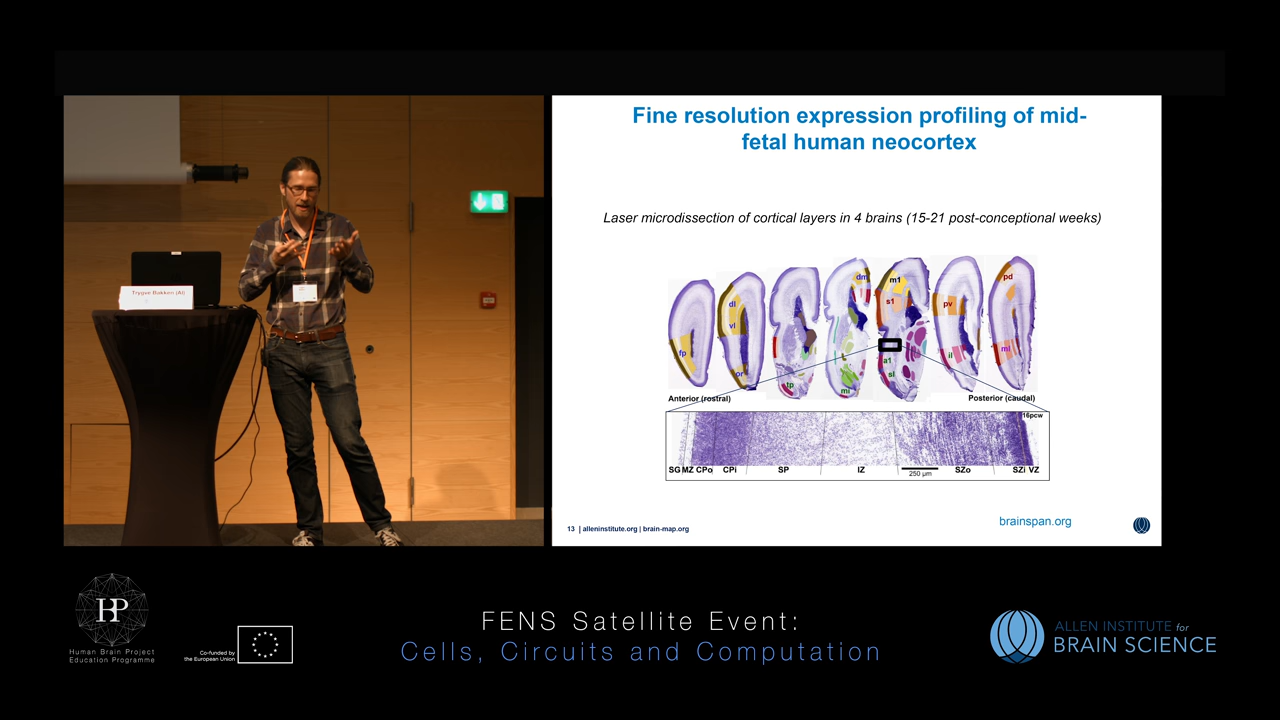 Fine resolution expression profiling of mid-
fetal human neocortex
Laser microdissection of cortical layers in 4 brains (15-21 post-conceptional weeks)
dm
m1
pd
dl
s1
pv
vl
fp
a1
il
mi
or
tp
sl
mi
Anterior (rostral)
Posterior (caudal)
16pcw
SG MZ CPo CPi SP IZ SZo SZi VZ
250 µm
brainspan.org
13 | alleninstitute.org | brain-map.org
Trygve Bakken (AI)
HBP
Human Brain Project
Education Programme
Co-funded by
the European Union
FENS Satellite Event:
Cells, Circuits and Computation
ALLEN INSTITUTE for
BRAIN SCIENCE